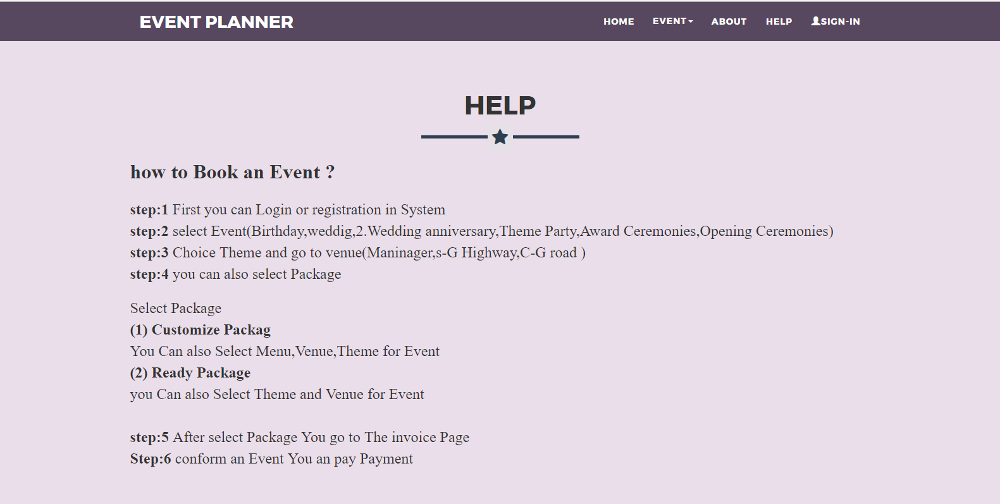 EVENT PLANNER
HOME EVENT ABOUT HELP SIGN-IN
HELP
how to Book an Event ?
step:1 First you can Login or registration in System
step:2 select Event(Birthday,weddig,2.Wedding anniversary,Theme Party,Award Ceremonies,Opening Ceremonies)
step:3 Choice Theme and go to venue(Maninager,s-G Highway,C-G road )
step:4 you can also select Package
Select Package
(1) Customize Packag
You Can also Select Menu,Venue,Theme for Event
(2) Ready Package
you Can also Select Theme and Venue for Event
step:5 After select Package You go to The invoice Page
Step:6 conform an Event You an pay Payment